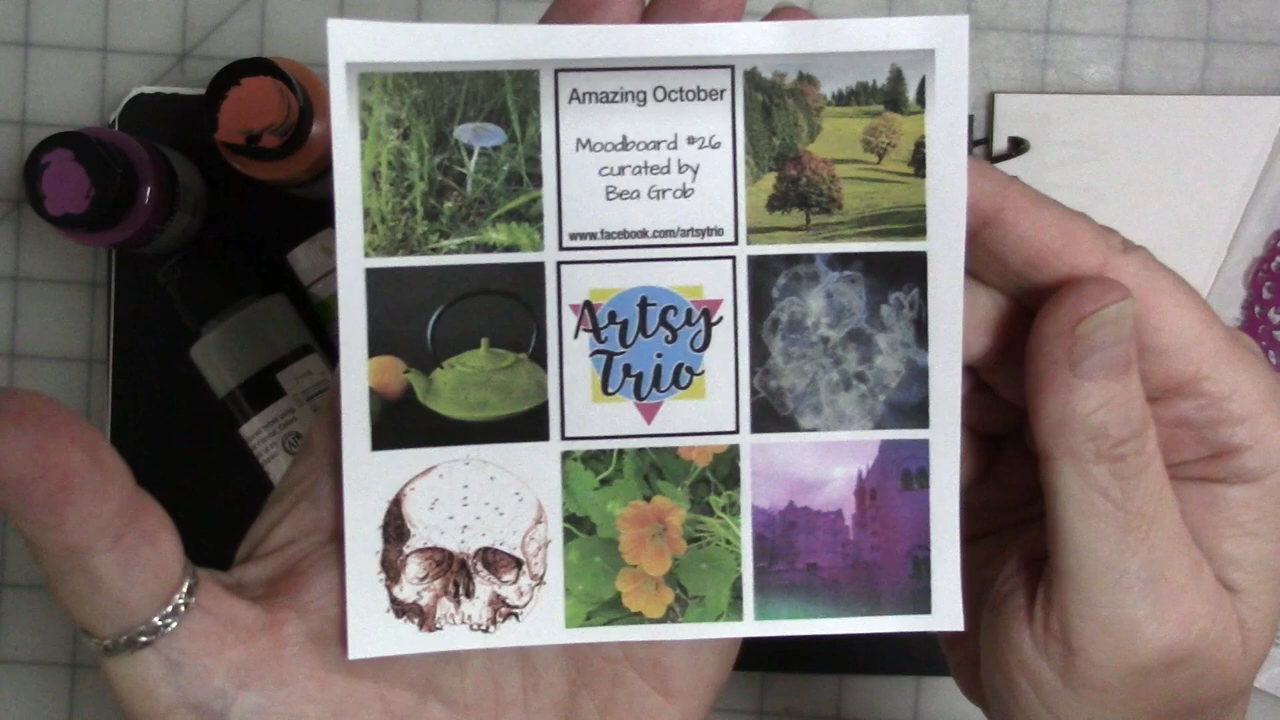 Amazing October
Moodboard #26
curated by
Bea Grob
www.facebook.com/artsytrio
Artsy
Trio